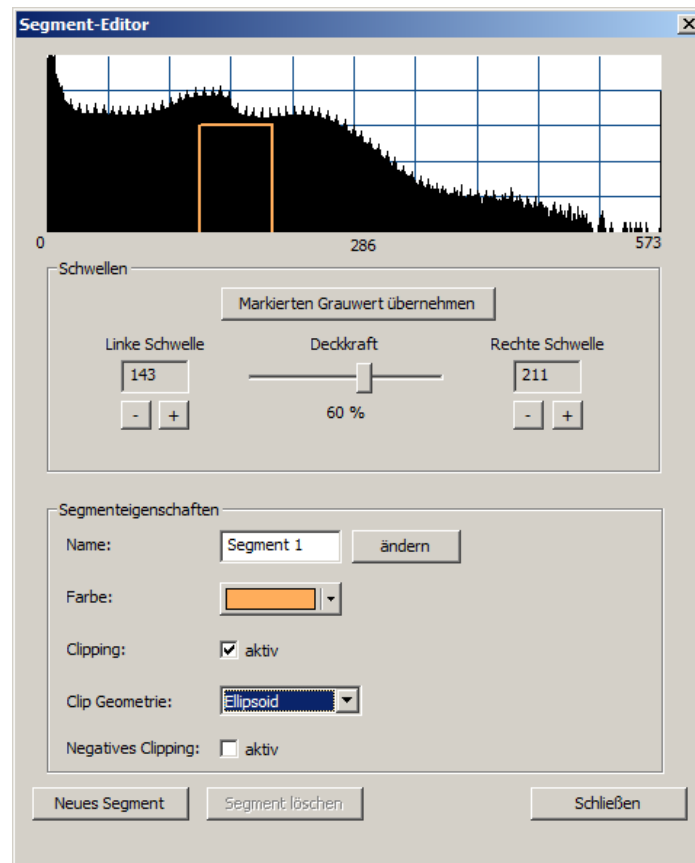 Segment-Editor
0 286 573
Schwellen
Markierten Grauwert übernehmen
Linke Schwelle Deckkraft Rechte Schwelle
143 211
- + 60 % - +
Segmenteigenschaften
Name: Segment 1 ändern
Farbe:
Clipping: aktiv
Clip Geometrie: Ellipsoid
Negatives Clipping: aktiv
Neues Segment Segment löschen Schließen